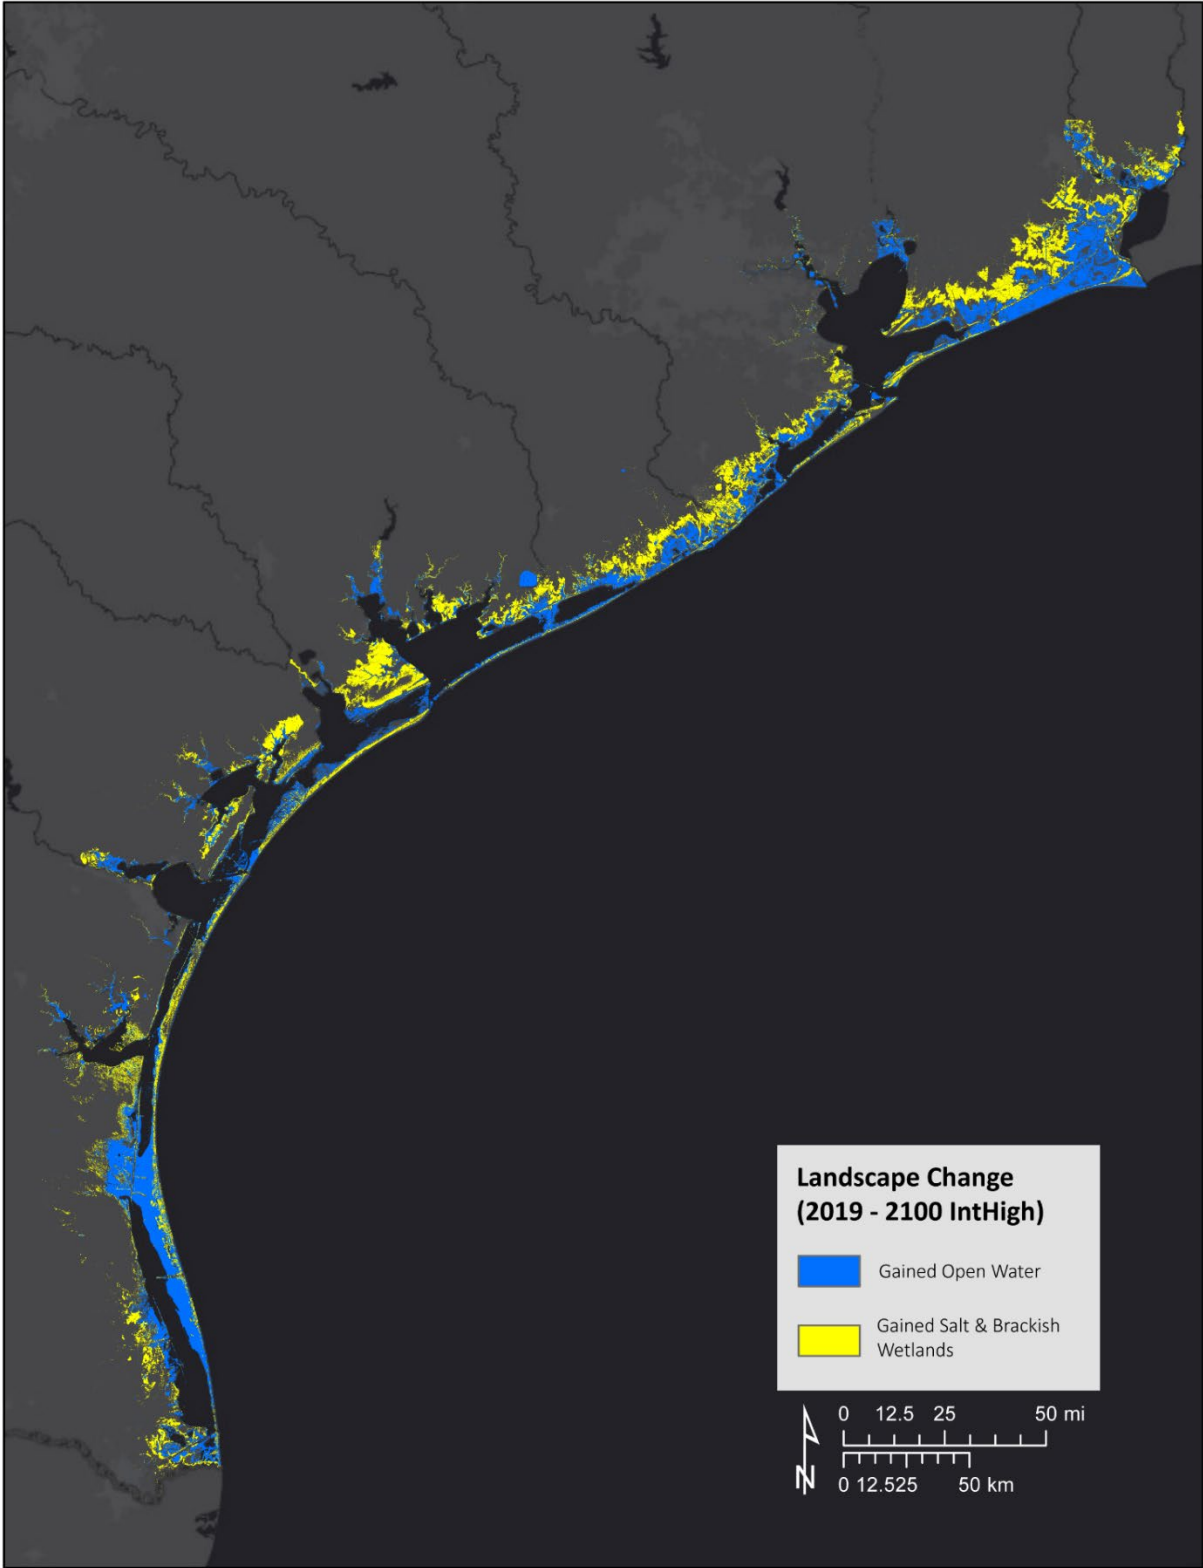 Landscape Change
(2019 - 2100 IntHigh)
Gained Open Water
Gained Salt & Brackish
Wetlands
0 12.5 25 50 mi
0 12.525 50 km
N